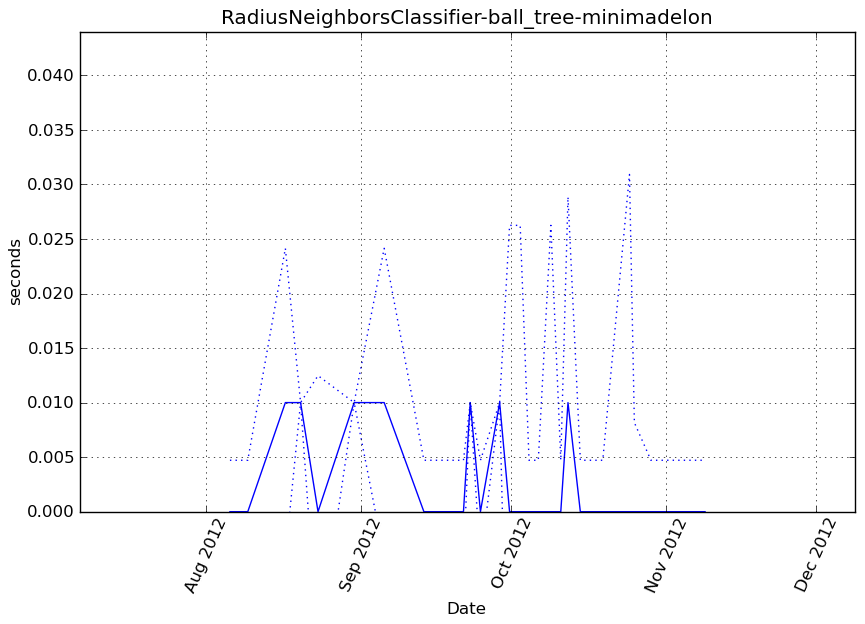 RadiusNeighborsClassifier-ball_tree-minimadelon
0.040
0.035
0.030
0.025
0.020
0.015
0.010
0.005
0.000
seconds
Aug 2012
Sep 2012
Oct 2012
Nov 2012
Dec 2012
Date